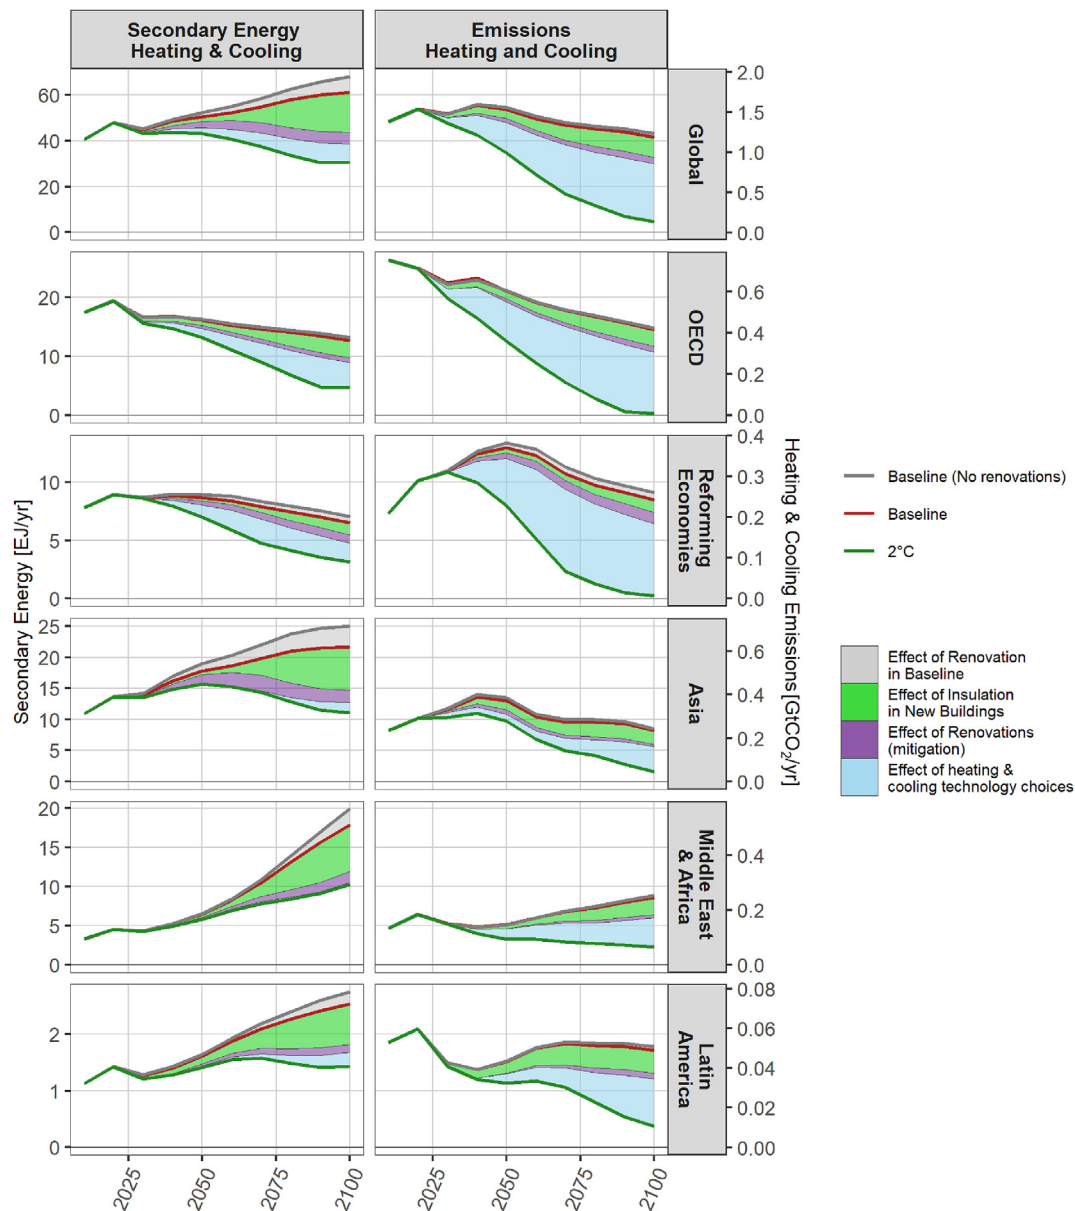 Secondary Energy
Heating & Cooling
Emissions
Heating and Cooling
60
40
20
0
2.0
1.5
1.0
0.5
0.0
Global
20
10
0
0.6
0.4
0.2
0.0
OECD
10
5
0
0.4
0.3
0.2
0.1
0.0
Reforming
Economies
25
20
15
10
5
0
0.6
0.4
0.2
0.0
Asia
20
15
10
5
0
0.4
0.2
0.0
Middle East
& Africa
2
1
0
0.08
0.06
0.04
0.02
0.00
Latin
America
2025
2050
2075
2100
2025
2050
2075
2100
Secondary Energy [EJ/yr]
Heating & Cooling Emissions [GtCO₂/yr]
Baseline (No renovations)
Baseline
2°C
Effect of Renovation
in Baseline
Effect of Insulation
in New Buildings
Effect of Renovations
(mitigation)
Effect of heating &
cooling technology choices